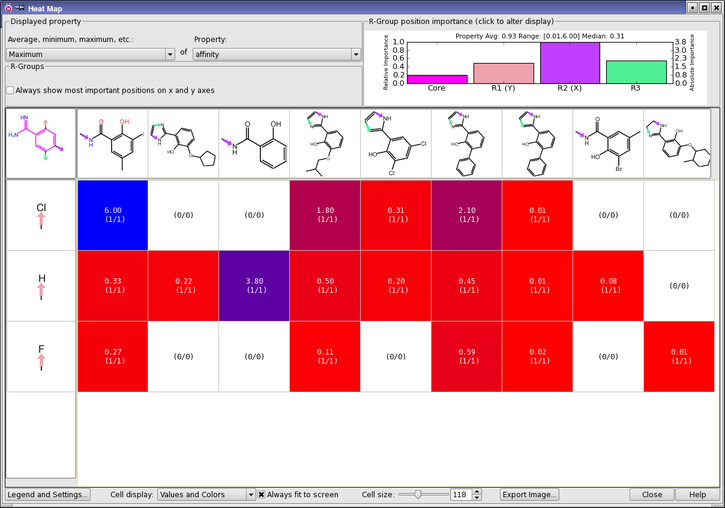 Heat Map
Displayed property
Average, minimum, maximum, etc.: Property:
Maximum of affinity
R-Groups
Always show most important positions on x and y axes
R-Group position importance (click to alter display)
Property Avg: 0.93 Range: [0.01,6.00] Median: 0.31
Relative Importance
1.0
0.8
0.6
0.4
0.2
0.0
3.8
3.0
2.3
1.5
0.8
0.0
Absolute Importance
Core R1 (Y) R2 (X) R3
Cl
6.00 (0/0) (0/0) 1.80 0.31 2.10 0.01 (0/0) (0/0)
(1/1) (1/1) (1/1) (1/1) (1/1)
H
0.33 0.22 3.80 0.50 0.20 0.45 0.01 0.08 (0/0)
(1/1) (1/1) (1/1) (1/1) (1/1) (1/1) (1/1) (1/1)
F
0.27 (0/0) (0/0) 0.11 (0/0) 0.59 0.02 (0/0) 0.01
(1/1) (1/1) (1/1) (1/1) (1/1)
Legend and Settings... Cell display: Values and Colors Always fit to screen Cell size: 118 Export Image... Close Help